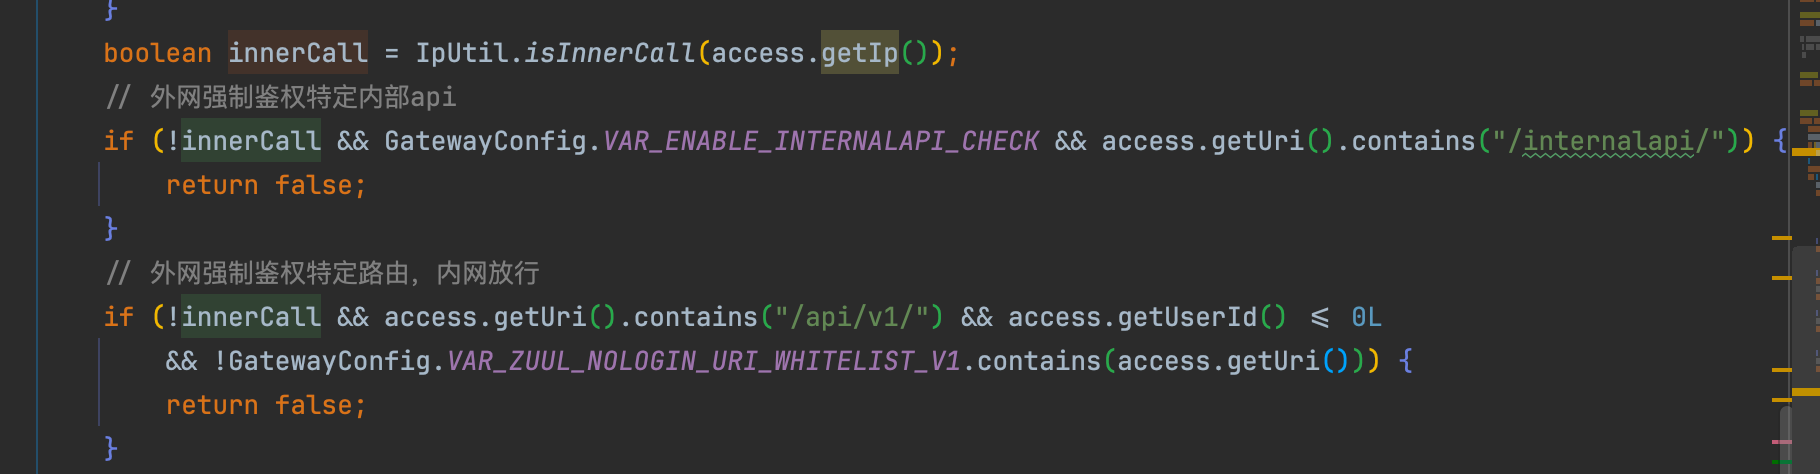 }
boolean innerCall = IpUtil.isInnerCall(access.getIp());
// 外网强制鉴权特定内部api
if (!innerCall && GatewayConfig.VAR_ENABLE_INTERNALAPI_CHECK && access.getUri().contains("/internalapi/")) {
return false;
}
// 外网强制鉴权特定路由，内网放行
if (!innerCall && access.getUri().contains("/api/v1/") && access.getUserId() <= 0L
&& !GatewayConfig.VAR_ZUUL_NOLOGIN_URI_WHITELIST_V1.contains(access.getUri())) {
return false;
}